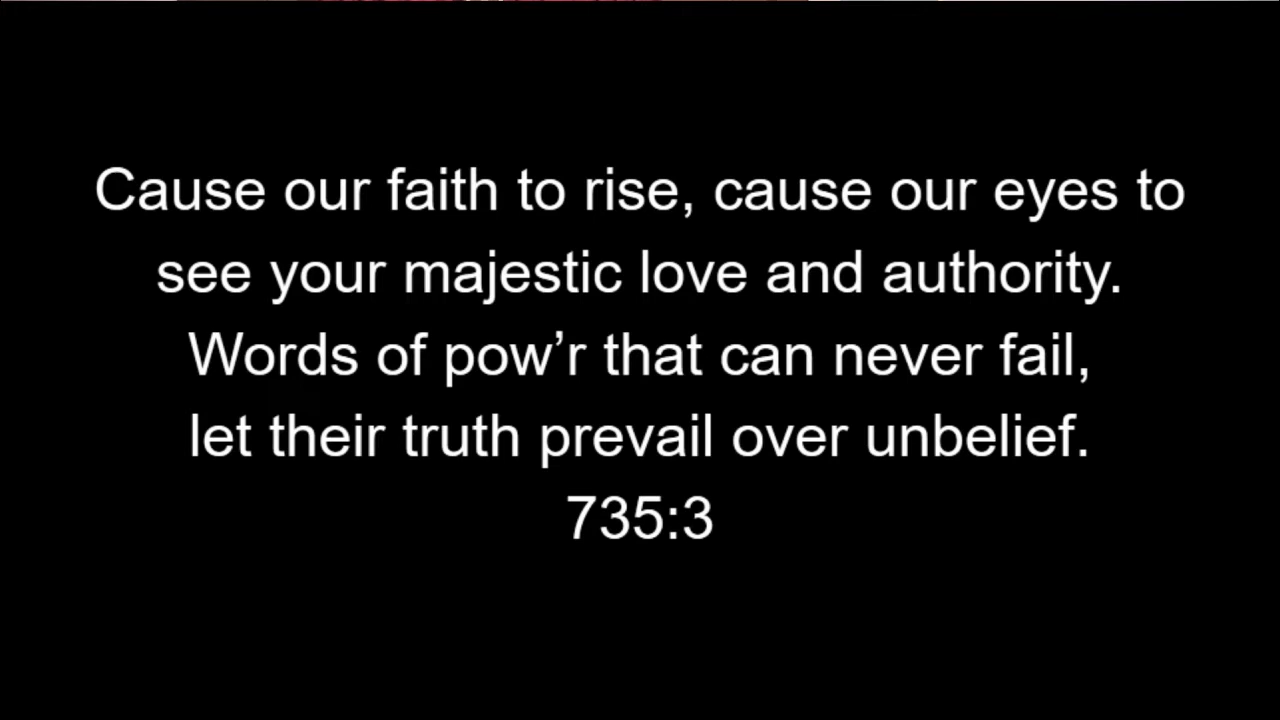 Cause our faith to rise, cause our eyes to
see your majestic love and authority.
Words of pow’r that can never fail,
let their truth prevail over unbelief.
735:3